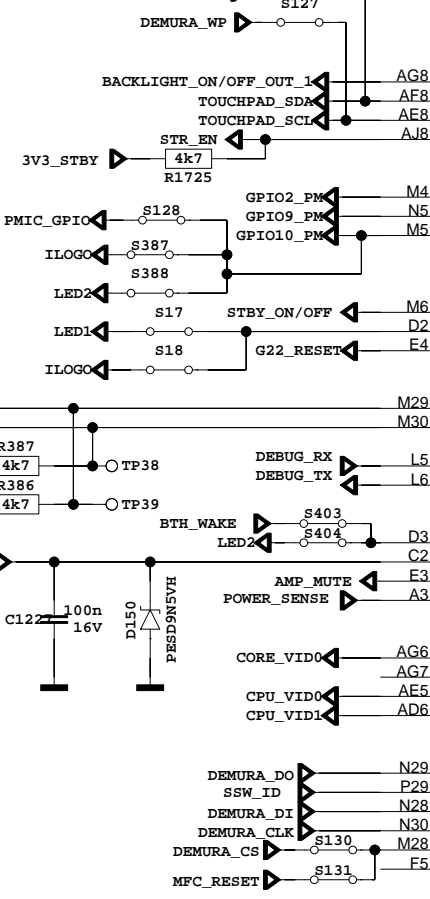 S127
DEMURA_WP
BACKLIGHT_ON/OFF_OUT_1 AG8
TOUCHPAD_SDA AF8
TOUCHPAD_SCL AE8
STR_EN AJ8
3V3_STBY 4k7
R1725
GPIO2_PM M4
GPIO9_PM N5
PMIC_GPIO S128
GPIO10_PM M5
ILOGO S387
LED2 S388
STBY_ON/OFF M6
LED1 S17 D2
G22_RESET E4
ILOGO S18
M29
M30
R387
4k7 TP38
R386
4k7 TP39
DEBUG_RX L5
DEBUG_TX L6
BTH_WAKE S403
LED2 S404 D3
C2
AMP_MUTE E3
POWER_SENSE A3
C1227 100n
16V
D150
PESD9N5VH
CORE_VID0 AG6
AG7
CPU_VID0 AE5
CPU_VID1 AD6
DEMURA_DO N29
SSW_ID P29
DEMURA_DI N28
DEMURA_CLK N30
DEMURA_CS S130 M28
F5
MFC_RESET S131